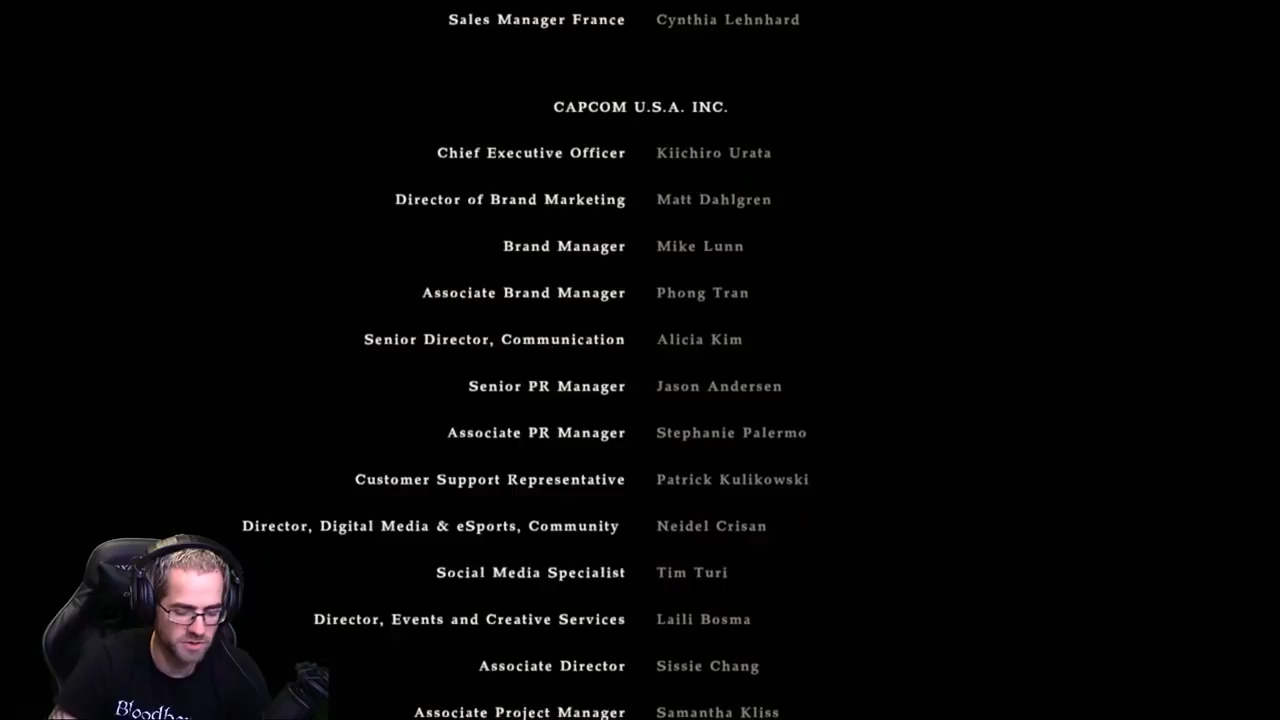 Sales Manager France Cynthia Lehnhard
CAPCOM U.S.A. INC.
Chief Executive Officer Kiichiro Urata
Director of Brand Marketing Matt Dahlgren
Brand Manager Mike Lunn
Associate Brand Manager Phong Tran
Senior Director, Communication Alicia Kim
Senior PR Manager Jason Andersen
Associate PR Manager Stephanie Palermo
Customer Support Representative Patrick Kulikowski
Director, Digital Media & eSports, Community Neidel Crisan
Social Media Specialist Tim Turi
Director, Events and Creative Services Laili Bosma
Associate Director Sissie Chang
Associate Project Manager Samantha Kliss